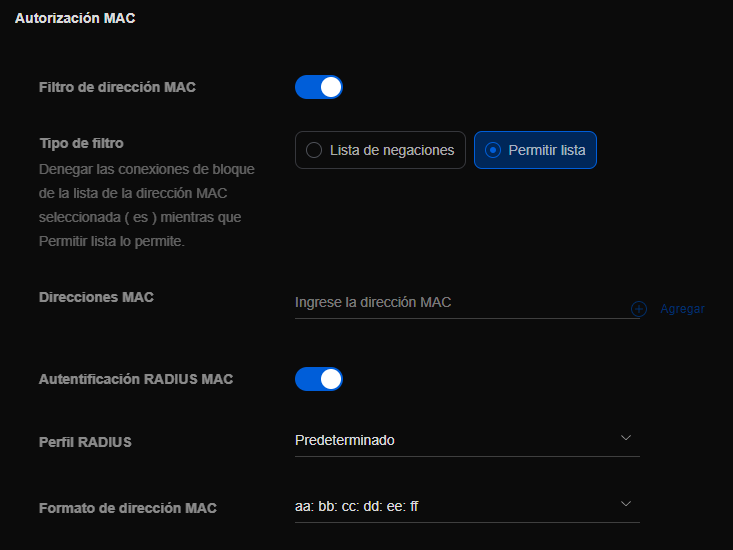 Autorización MAC
Filtro de dirección MAC
Tipo de filtro
Lista de negaciones
Permitir lista
Denegar las conexiones de bloque
de la lista de la dirección MAC
seleccionada ( es ) mientras que
Permitir lista lo permite.
Direcciones MAC
Ingrese la dirección MAC
Agregar
Autentificación RADIUS MAC
Perfil RADIUS
Predeterminado
Formato de dirección MAC
aa: bb: cc: dd: ee: ff